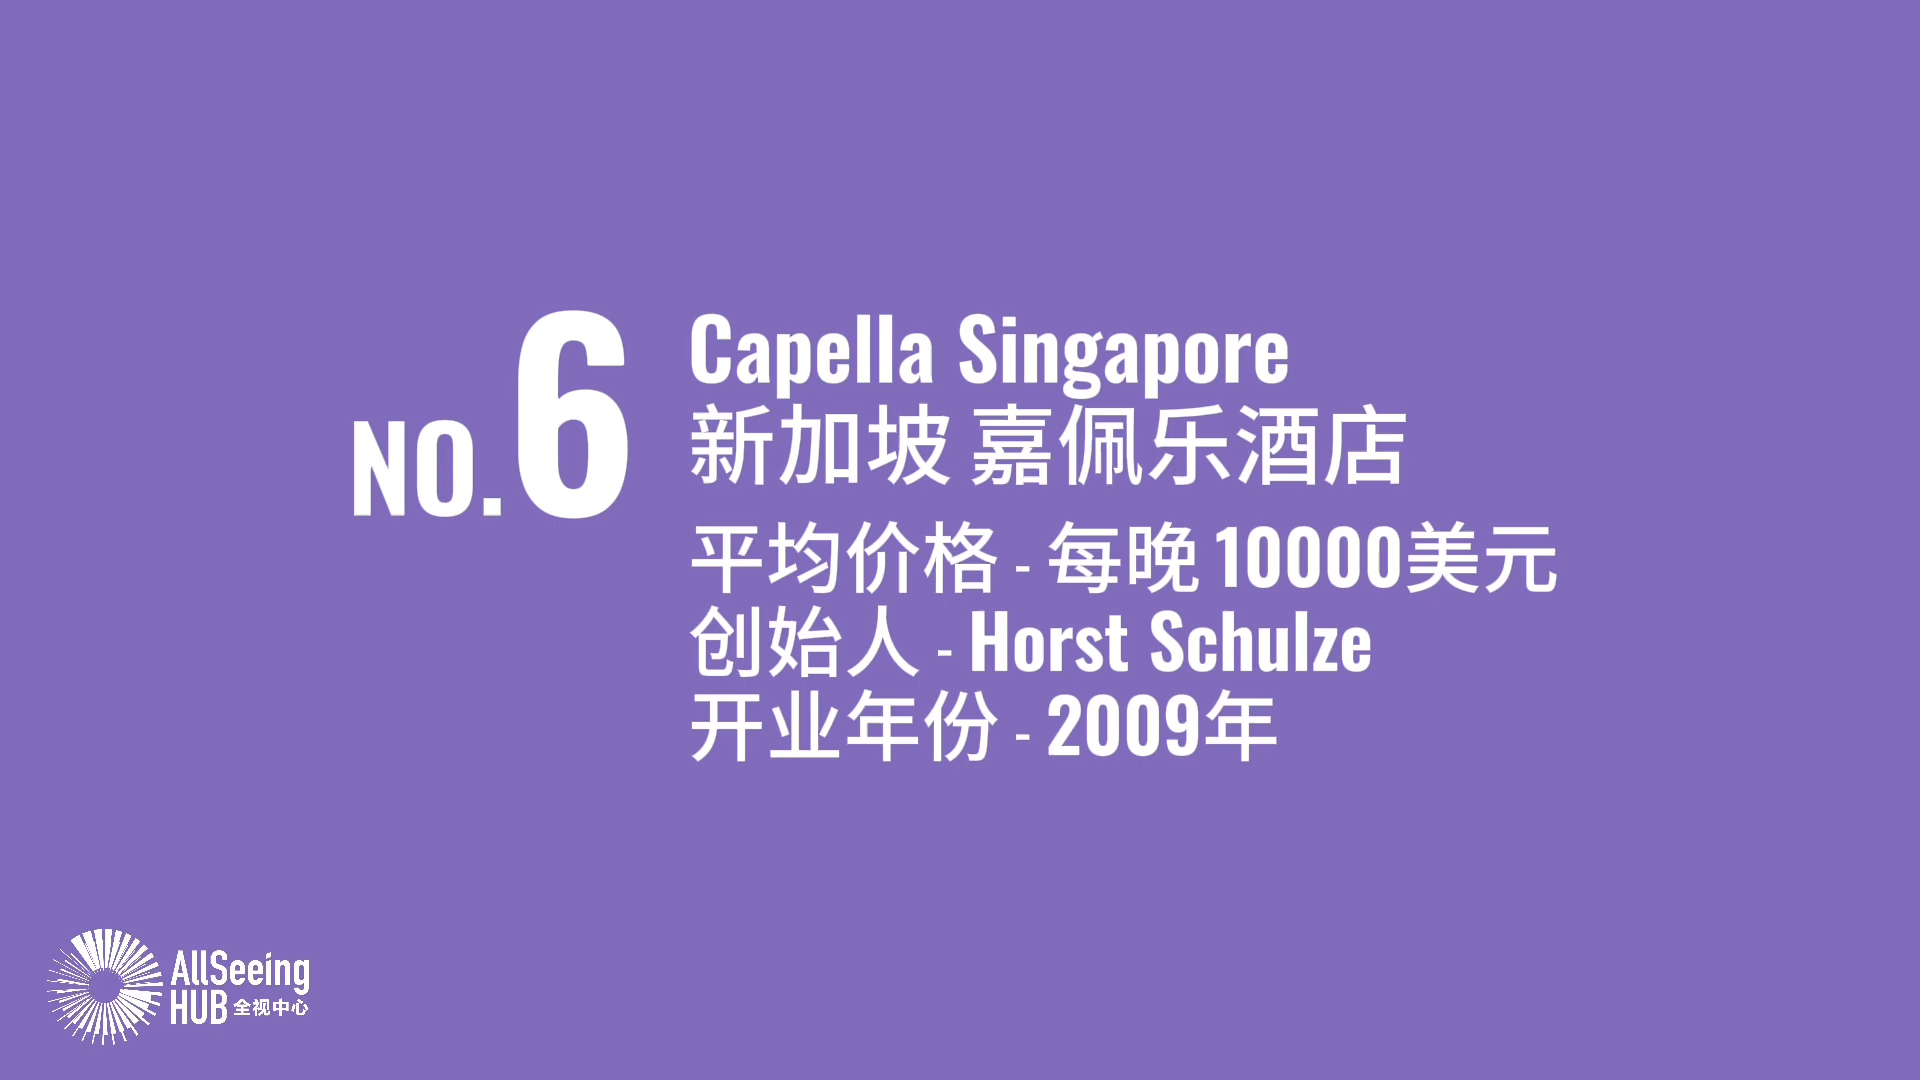 NO.6
Capella Singapore
新加坡 嘉佩乐酒店
平均价格 - 每晚 10000美元
创始人 - Horst Schulze
开业年份 - 2009年
AllSeeing
HUB 全视中心